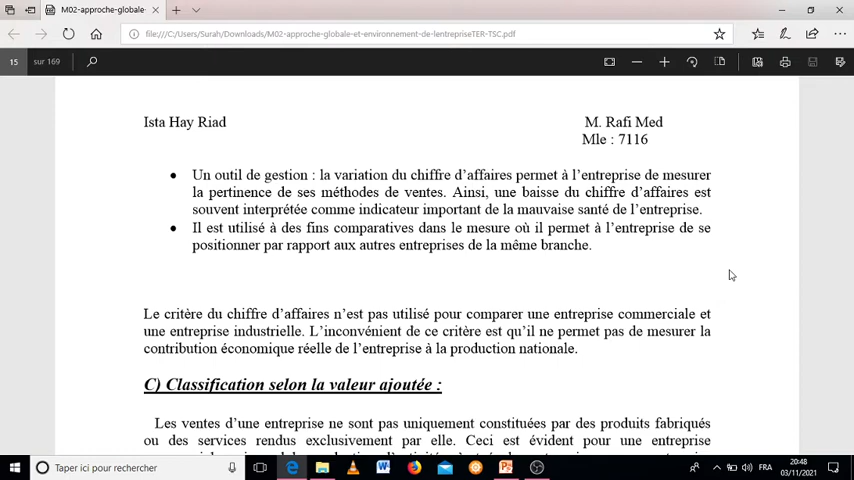 M02-approche-globale-
file:///C:/Users/Surah/Downloads/M02-approche-globale-et-environnement-de-lentrepriseTER-TSC.pdf
15 sur 169
Ista Hay Riad M. Rafi Med
Mle : 7116
• Un outil de gestion : la variation du chiffre d'affaires permet à l'entreprise de mesurer
la pertinence de ses méthodes de ventes. Ainsi, une baisse du chiffre d'affaires est
souvent interprétée comme indicateur important de la mauvaise santé de l'entreprise.
• Il est utilisé à des fins comparatives dans le mesure où il permet à l'entreprise de se
positionner par rapport aux autres entreprises de la même branche.
Le critère du chiffre d'affaires n'est pas utilisé pour comparer une entreprise commerciale et
une entreprise industrielle. L'inconvénient de ce critère est qu'il ne permet pas de mesurer la
contribution économique réelle de l'entreprise à la production nationale.
C) Classification selon la valeur ajoutée :
Les ventes d'une entreprise ne sont pas uniquement constituées par des produits fabriqués
ou des services rendus exclusivement par elle. Ceci est évident pour une entreprise
Taper ici pour rechercher
FRA
20:48
03/11/2021